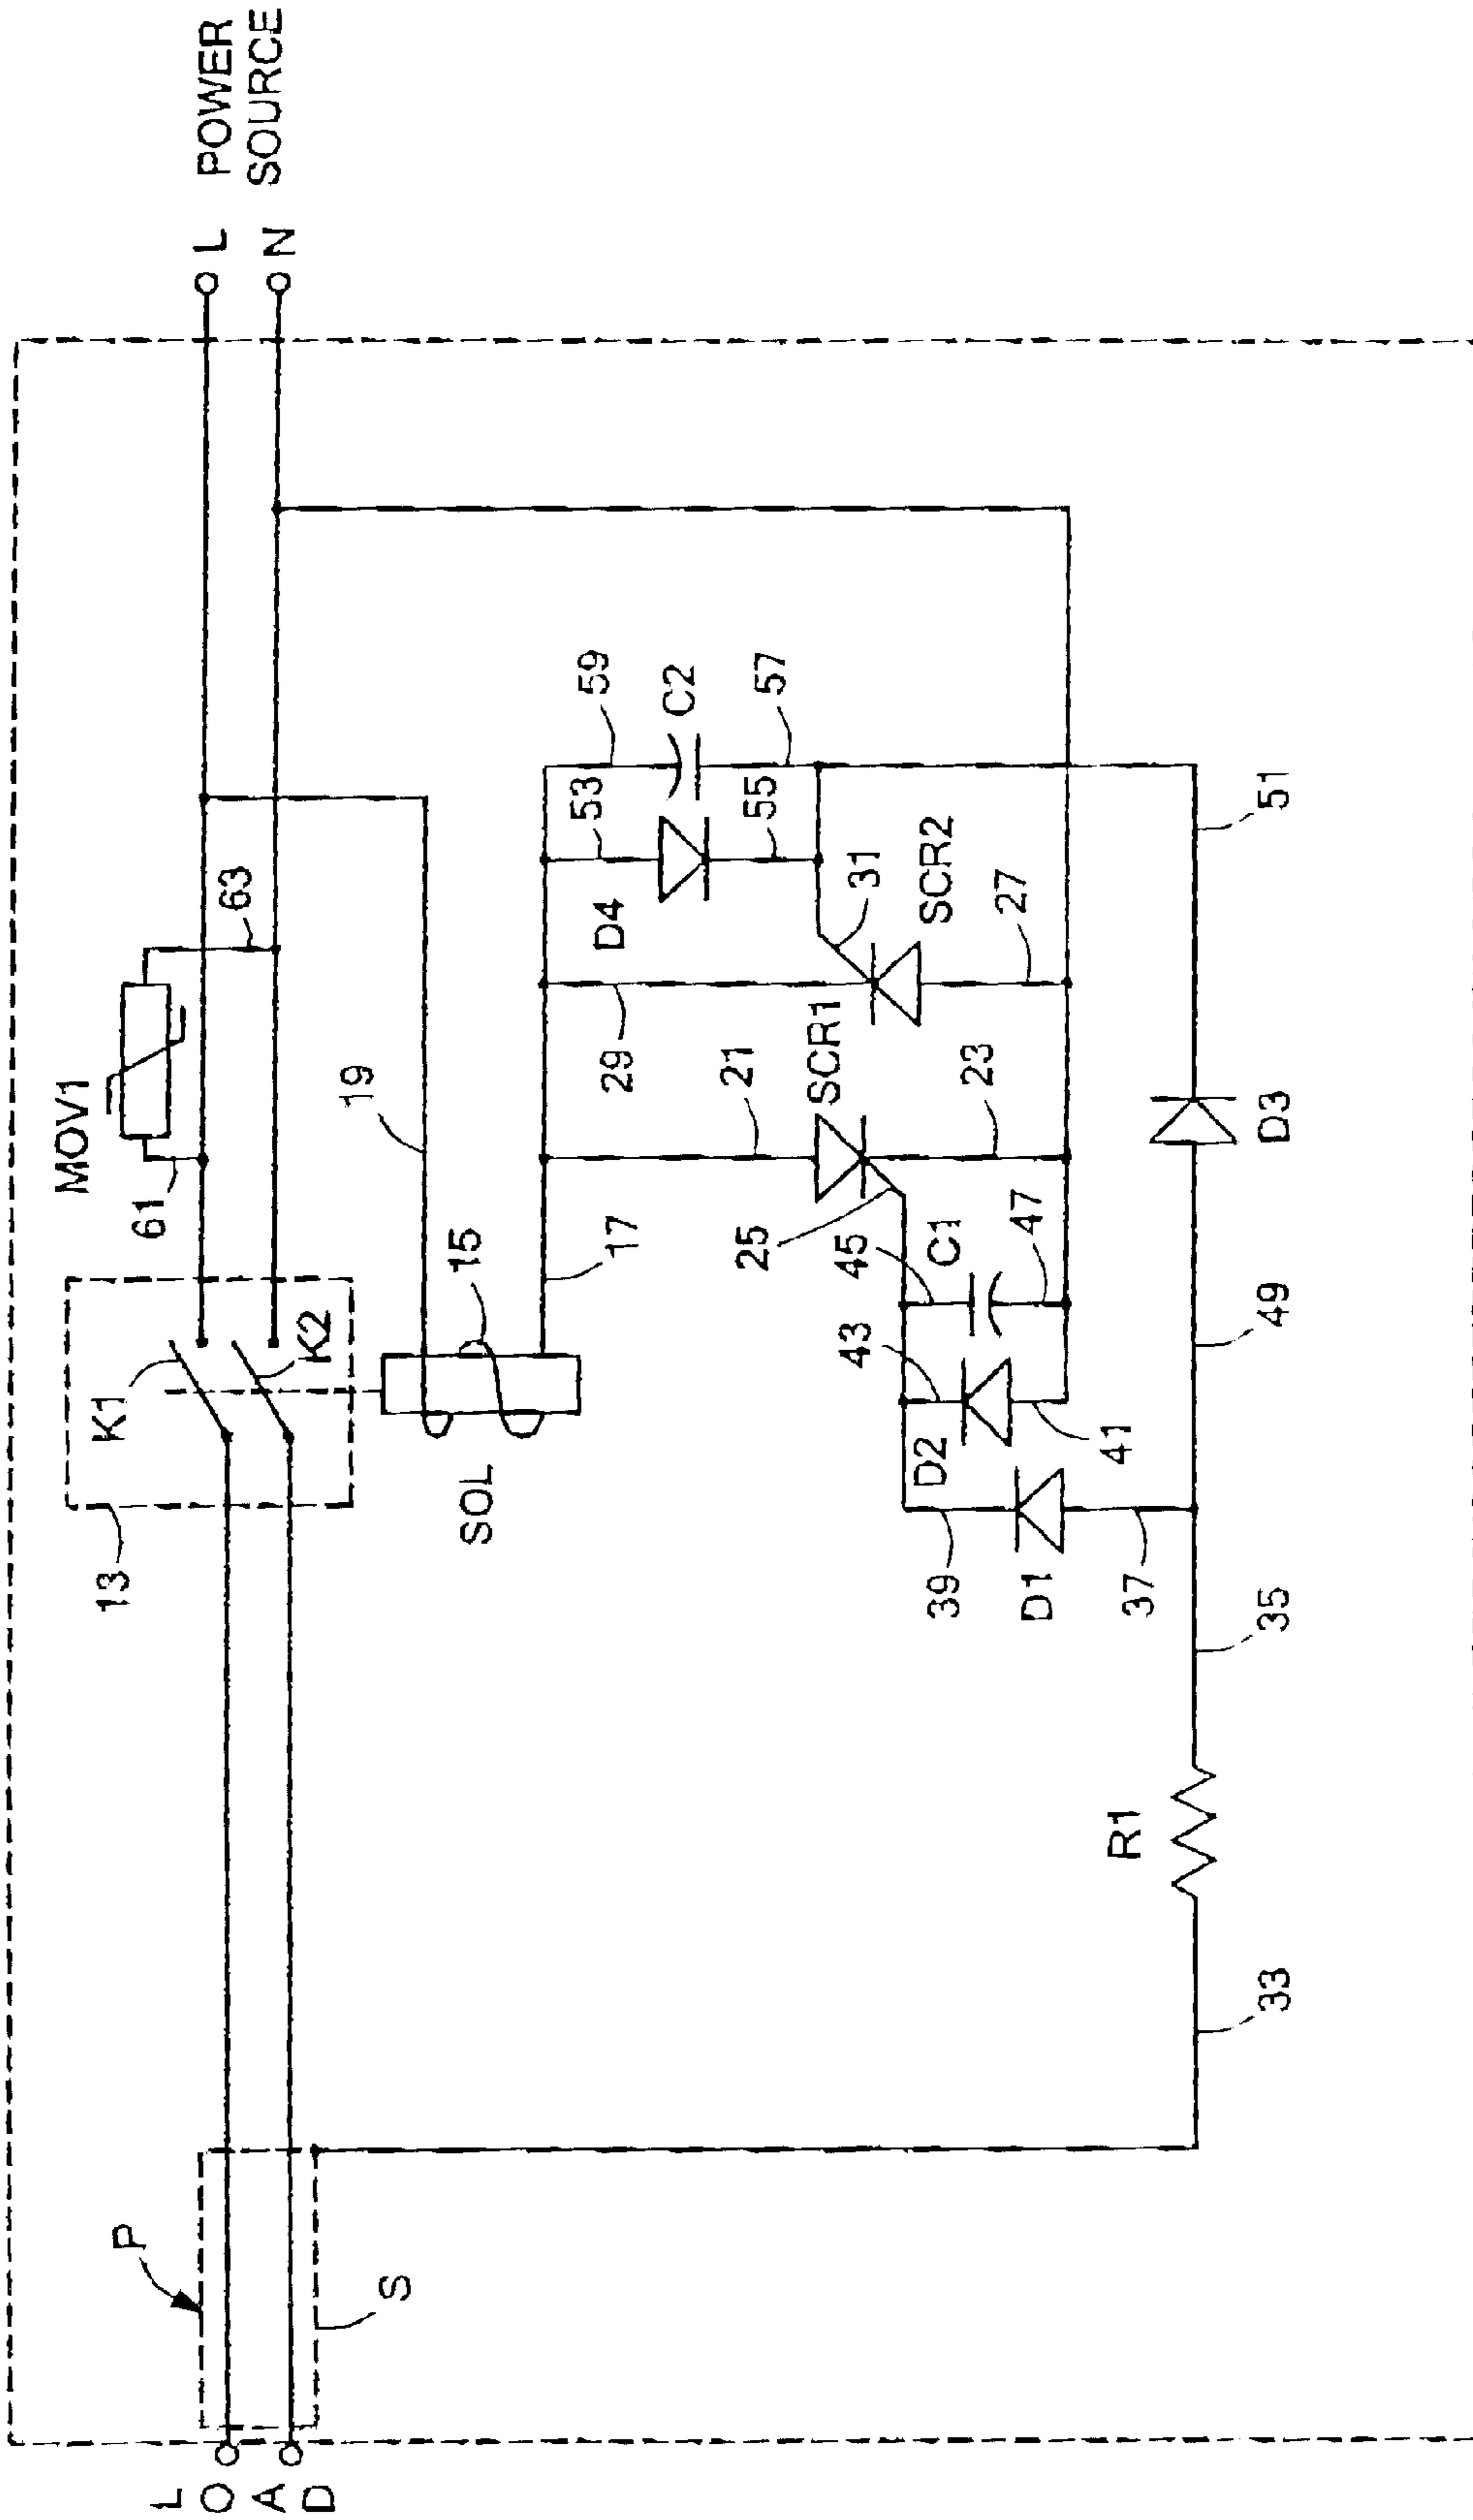 POWER
SOURCE
L
N
MOV1
61
63
K1
K2
13
19
15
17
SOL
59
C2
57
53
55
D4
31
SCR2
27
29
21
SCR1
23
25
45
C1
47
43
D2
41
39
D1
37
51
D3
49
35
R1
33
P
S
L
O
A
D